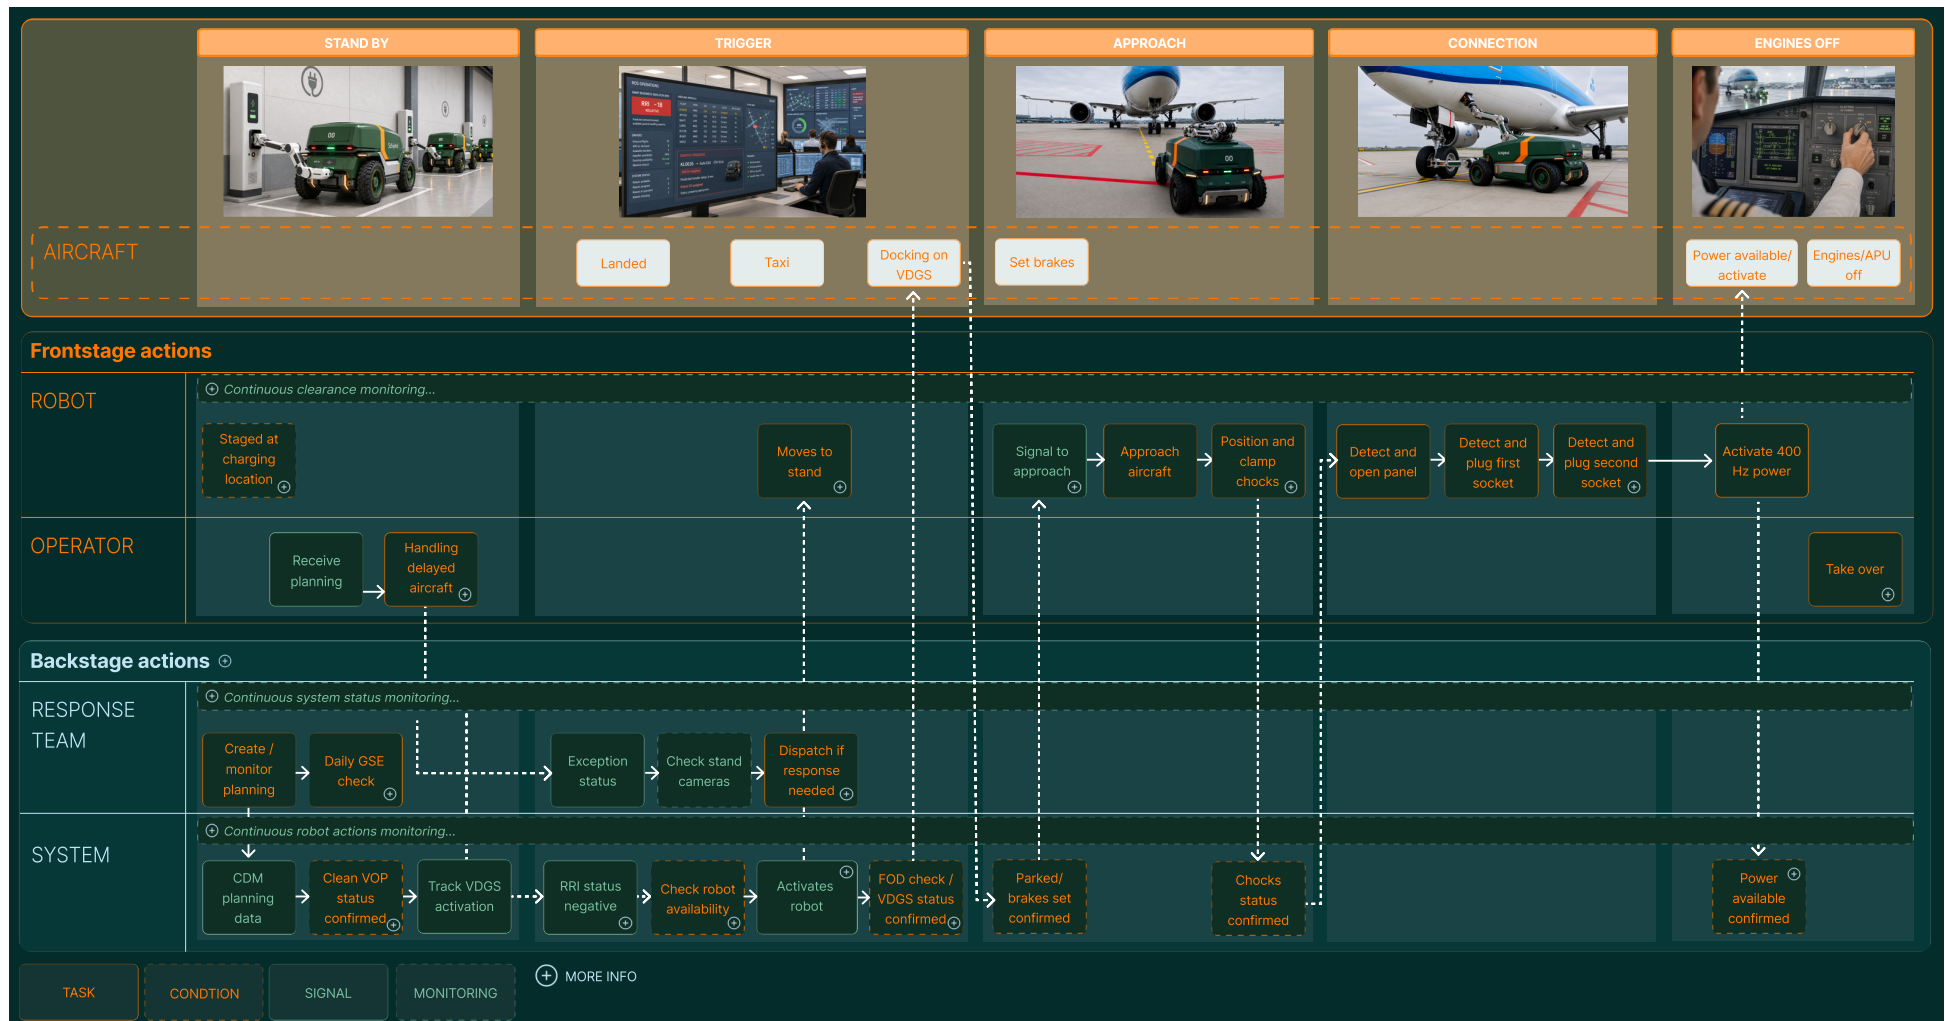 STAND BY
TRIGGER
APPROACH
CONNECTION
ENGINES OFF
RRI -18
AIRCRAFT
Landed
Taxi
Docking on
VDGS
Set brakes
Power available/
activate
Engines/APU
off
Frontstage actions
ROBOT
Continuous clearance monitoring...
Staged at
charging
location
Moves to
stand
Signal to
approach
Approach
aircraft
Position and
clamp
chocks
Detect and
open panel
Detect and
plug first
socket
Detect and
plug second
socket
Activate 400
Hz power
OPERATOR
Receive
planning
Handling
delayed
aircraft
Take over
Backstage actions
RESPONSE
TEAM
Continuous system status monitoring...
Create /
monitor
planning
Daily GSE
check
Exception
status
Check stand
cameras
Dispatch if
response
needed
SYSTEM
Continuous robot actions monitoring...
CDM
planning
data
Clean VOP
status
confirmed
Track VDGS
activation
RRI status
negative
Check robot
availability
Activates
robot
FOD check /
VDGS status
confirmed
Parked/
brakes set
confirmed
Chocks
status
confirmed
Power
available
confirmed
TASK
CONDTION
SIGNAL
MONITORING
MORE INFO